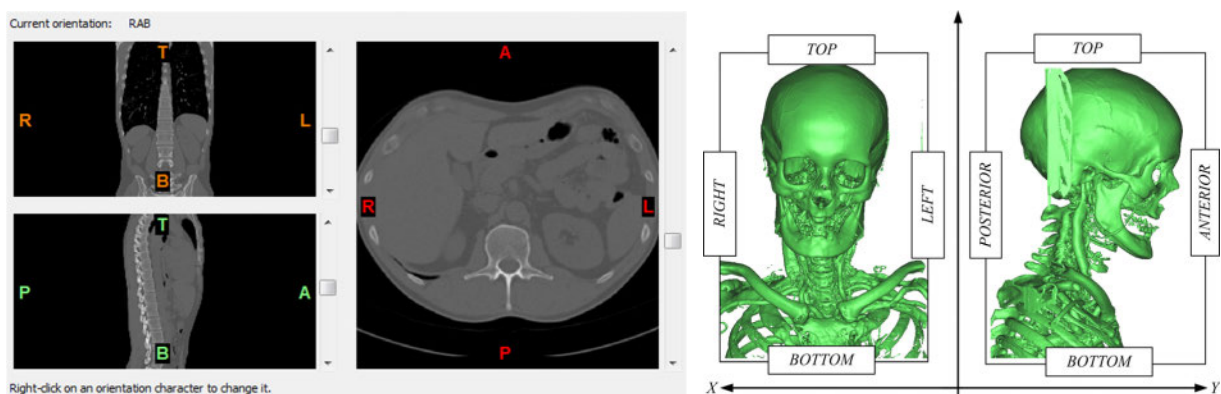 Current orientation: RAB
T
R
L
B
T
P
A
B
A
R
L
P
Right-click on an orientation character to change it.
TOP
RIGHT
LEFT
BOTTOM
TOP
POSTERIOR
ANTERIOR
BOTTOM
X
Y